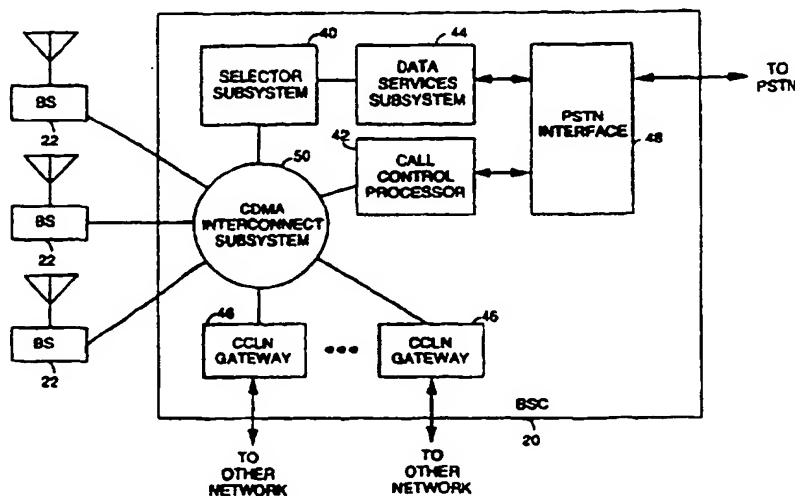 40
SELECTOR
SUBSYSTEM
44
DATA
SERVICES
SUBSYSTEM
PSTN
INTERFACE
48
TO
PSTN
BS
22
BS
22
BS
22
50
CDMA
INTERCONNECT
SUBSYSTEM
42
CALL
CONTROL
PROCESSOR
46
CCLN
GATEWAY
•••
46
CCLN
GATEWAY
BSC
20
TO
OTHER
NETWORK
TO
OTHER
NETWORK